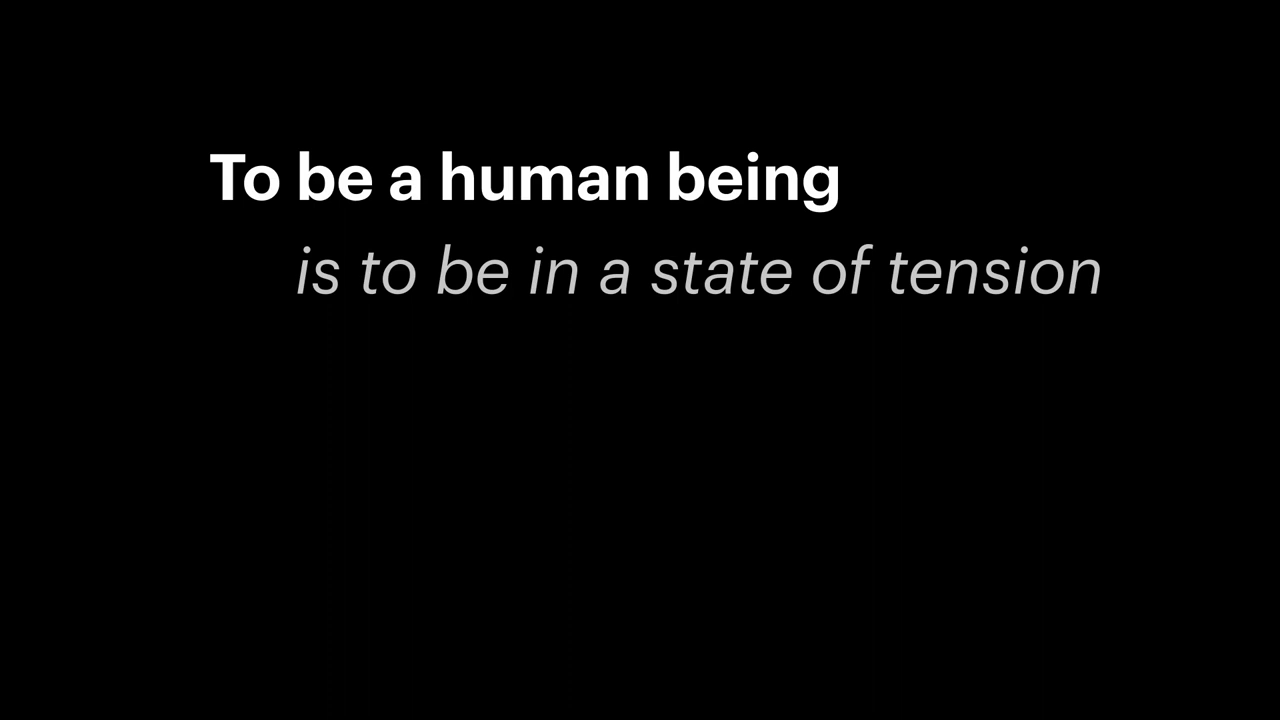 To be a human being
is to be in a state of tension